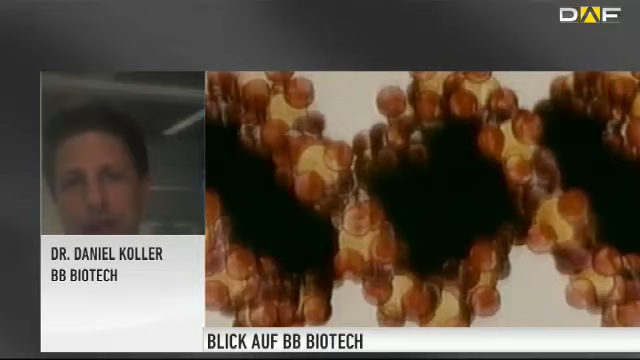 DAF
DR. DANIEL KOLLER
BB BIOTECH
BLICK AUF BB BIOTECH